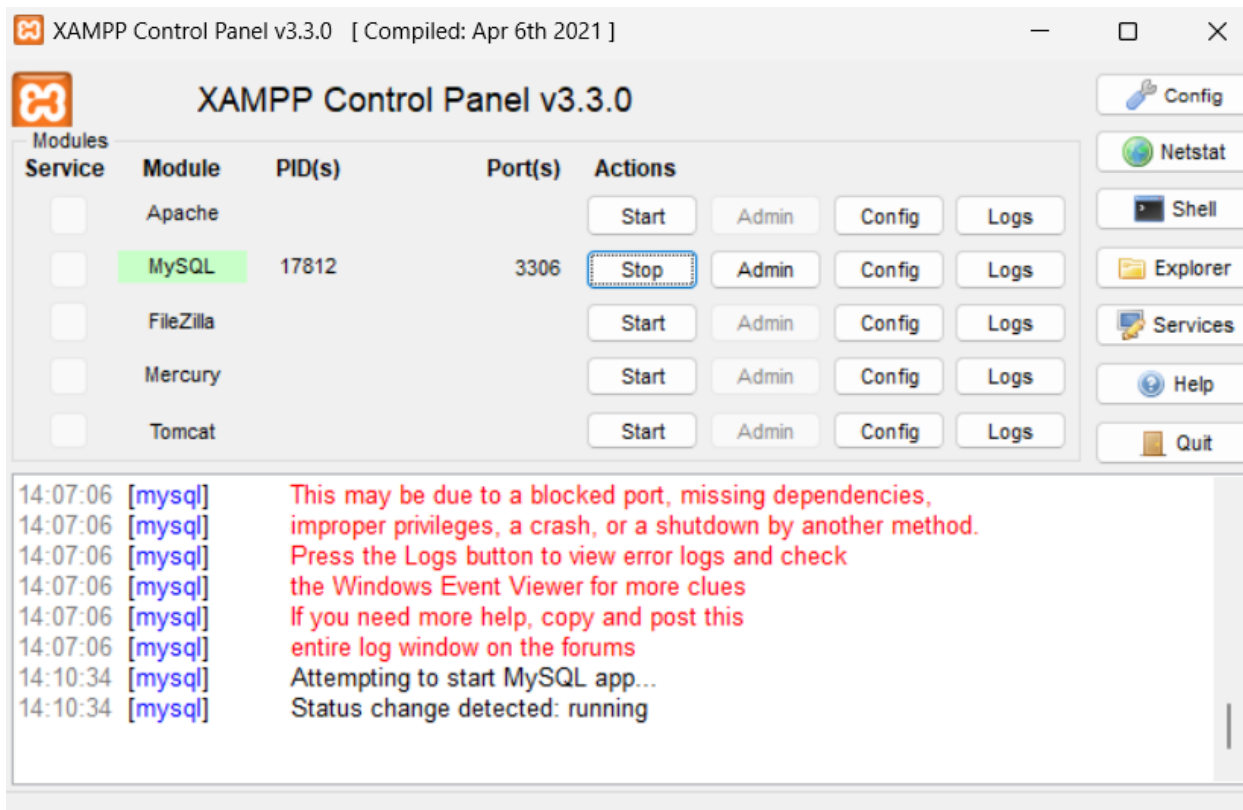 XAMPP Control Panel v3.3.0 [ Compiled: Apr 6th 2021 ]
XAMPP Control Panel v3.3.0
Config
Modules
Netstat
Service Module PID(s) Port(s) Actions
Apache Start Admin Config Logs
Shell
MySQL 17812 3306 Stop Admin Config Logs
Explorer
FileZilla Start Admin Config Logs
Services
Mercury Start Admin Config Logs
Help
Tomcat Start Admin Config Logs
Quit
14:07:06 [mysql] This may be due to a blocked port, missing dependencies,
14:07:06 [mysql] improper privileges, a crash, or a shutdown by another method.
14:07:06 [mysql] Press the Logs button to view error logs and check
14:07:06 [mysql] the Windows Event Viewer for more clues
14:07:06 [mysql] If you need more help, copy and post this
14:07:06 [mysql] entire log window on the forums
14:10:34 [mysql] Attempting to start MySQL app...
14:10:34 [mysql] Status change detected: running